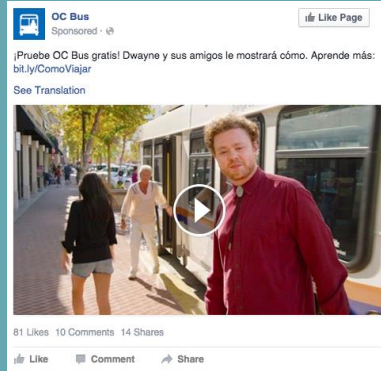 OC Bus
Like Page
Sponsored ·
¡Pruebe OC Bus gratis! Dwayne y sus amigos le mostrará cómo. Aprende más:
bit.ly/ComoViajar
See Translation
81 Likes 10 Comments 14 Shares
Like Comment Share